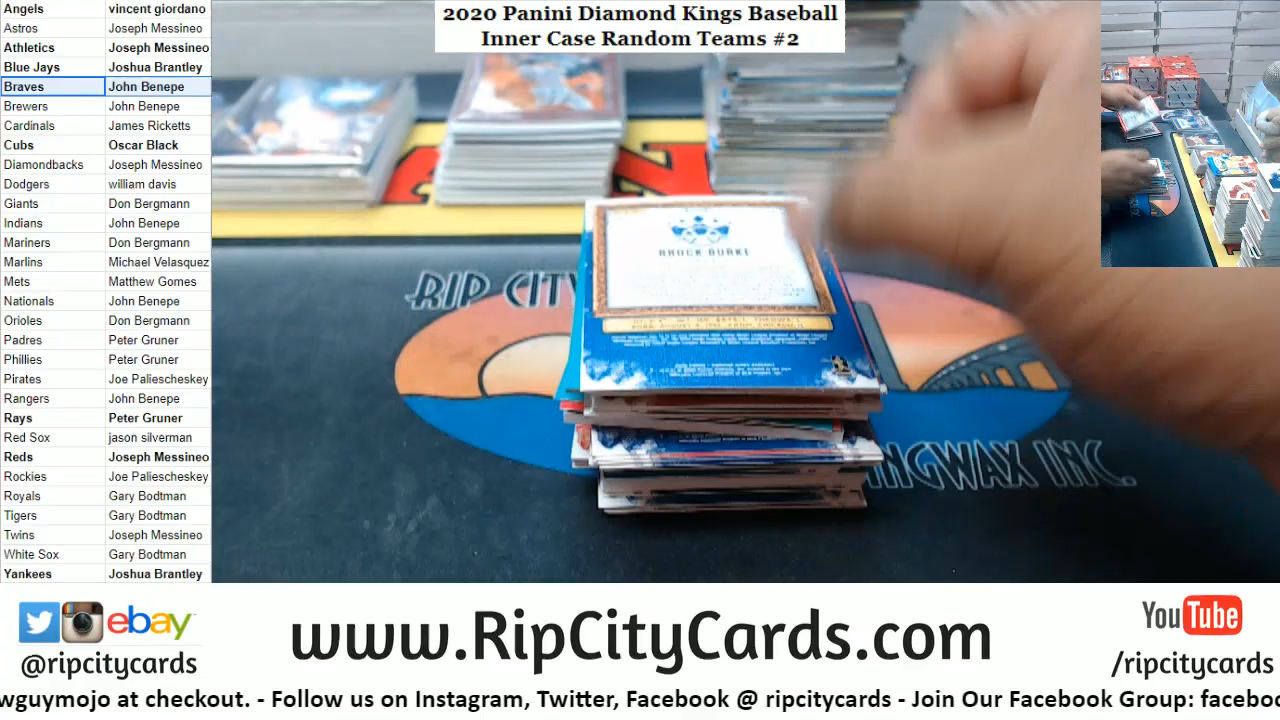 2020 Panini Diamond Kings Baseball
Inner Case Random Teams #2
Angels vincent giordano
Astros Joseph Messineo
Athletics Joseph Messineo
Blue Jays Joshua Brantley
Braves John Benepe
Brewers John Benepe
Cardinals James Ricketts
Cubs Oscar Black
Diamondbacks Joseph Messineo
Dodgers william davis
Giants Don Bergmann
Indians John Benepe
Mariners Don Bergmann
Marlins Michael Velasquez
Mets Matthew Gomes
Nationals John Benepe
Orioles Don Bergmann
Padres Peter Gruner
Phillies Peter Gruner
Pirates Joe Paliescheskey
Rangers John Benepe
Rays Peter Gruner
Red Sox jason silverman
Reds Joseph Messineo
Rockies Joe Paliescheskey
Royals Gary Bodtman
Tigers Gary Bodtman
Twins Joseph Messineo
White Sox Gary Bodtman
Yankees Joshua Brantley
BROCK BURKE
RIP CITY
INGWAX INC.
ebay
@ripcitycards
www.RipCityCards.com
YouTube
/ripcitycards
wguymojo at checkout. - Follow us on Instagram, Twitter, Facebook @ ripcitycards - Join Our Facebook Group: facebo